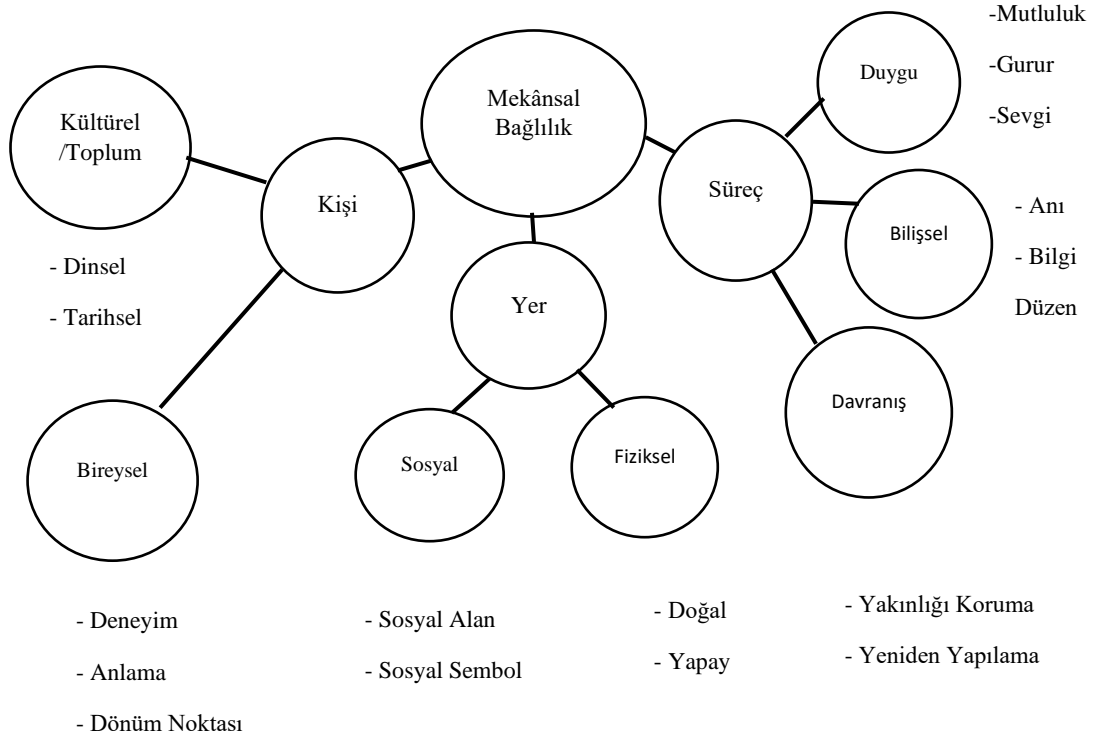 -Mutluluk
-Gurur
-Sevgi
Duygu
Mekânsal
Bağlılık
Kültürel
/Toplum
Kişi
Süreç
- Anı
- Bilgi
Düzen
Bilişsel
- Dinsel
- Tarihsel
Yer
Davranış
Bireysel
Sosyal
Fiziksel
- Deneyim
- Anlama
- Dönüm Noktası
- Sosyal Alan
- Sosyal Sembol
- Doğal
- Yapay
- Yakınlığı Koruma
- Yeniden Yapılama